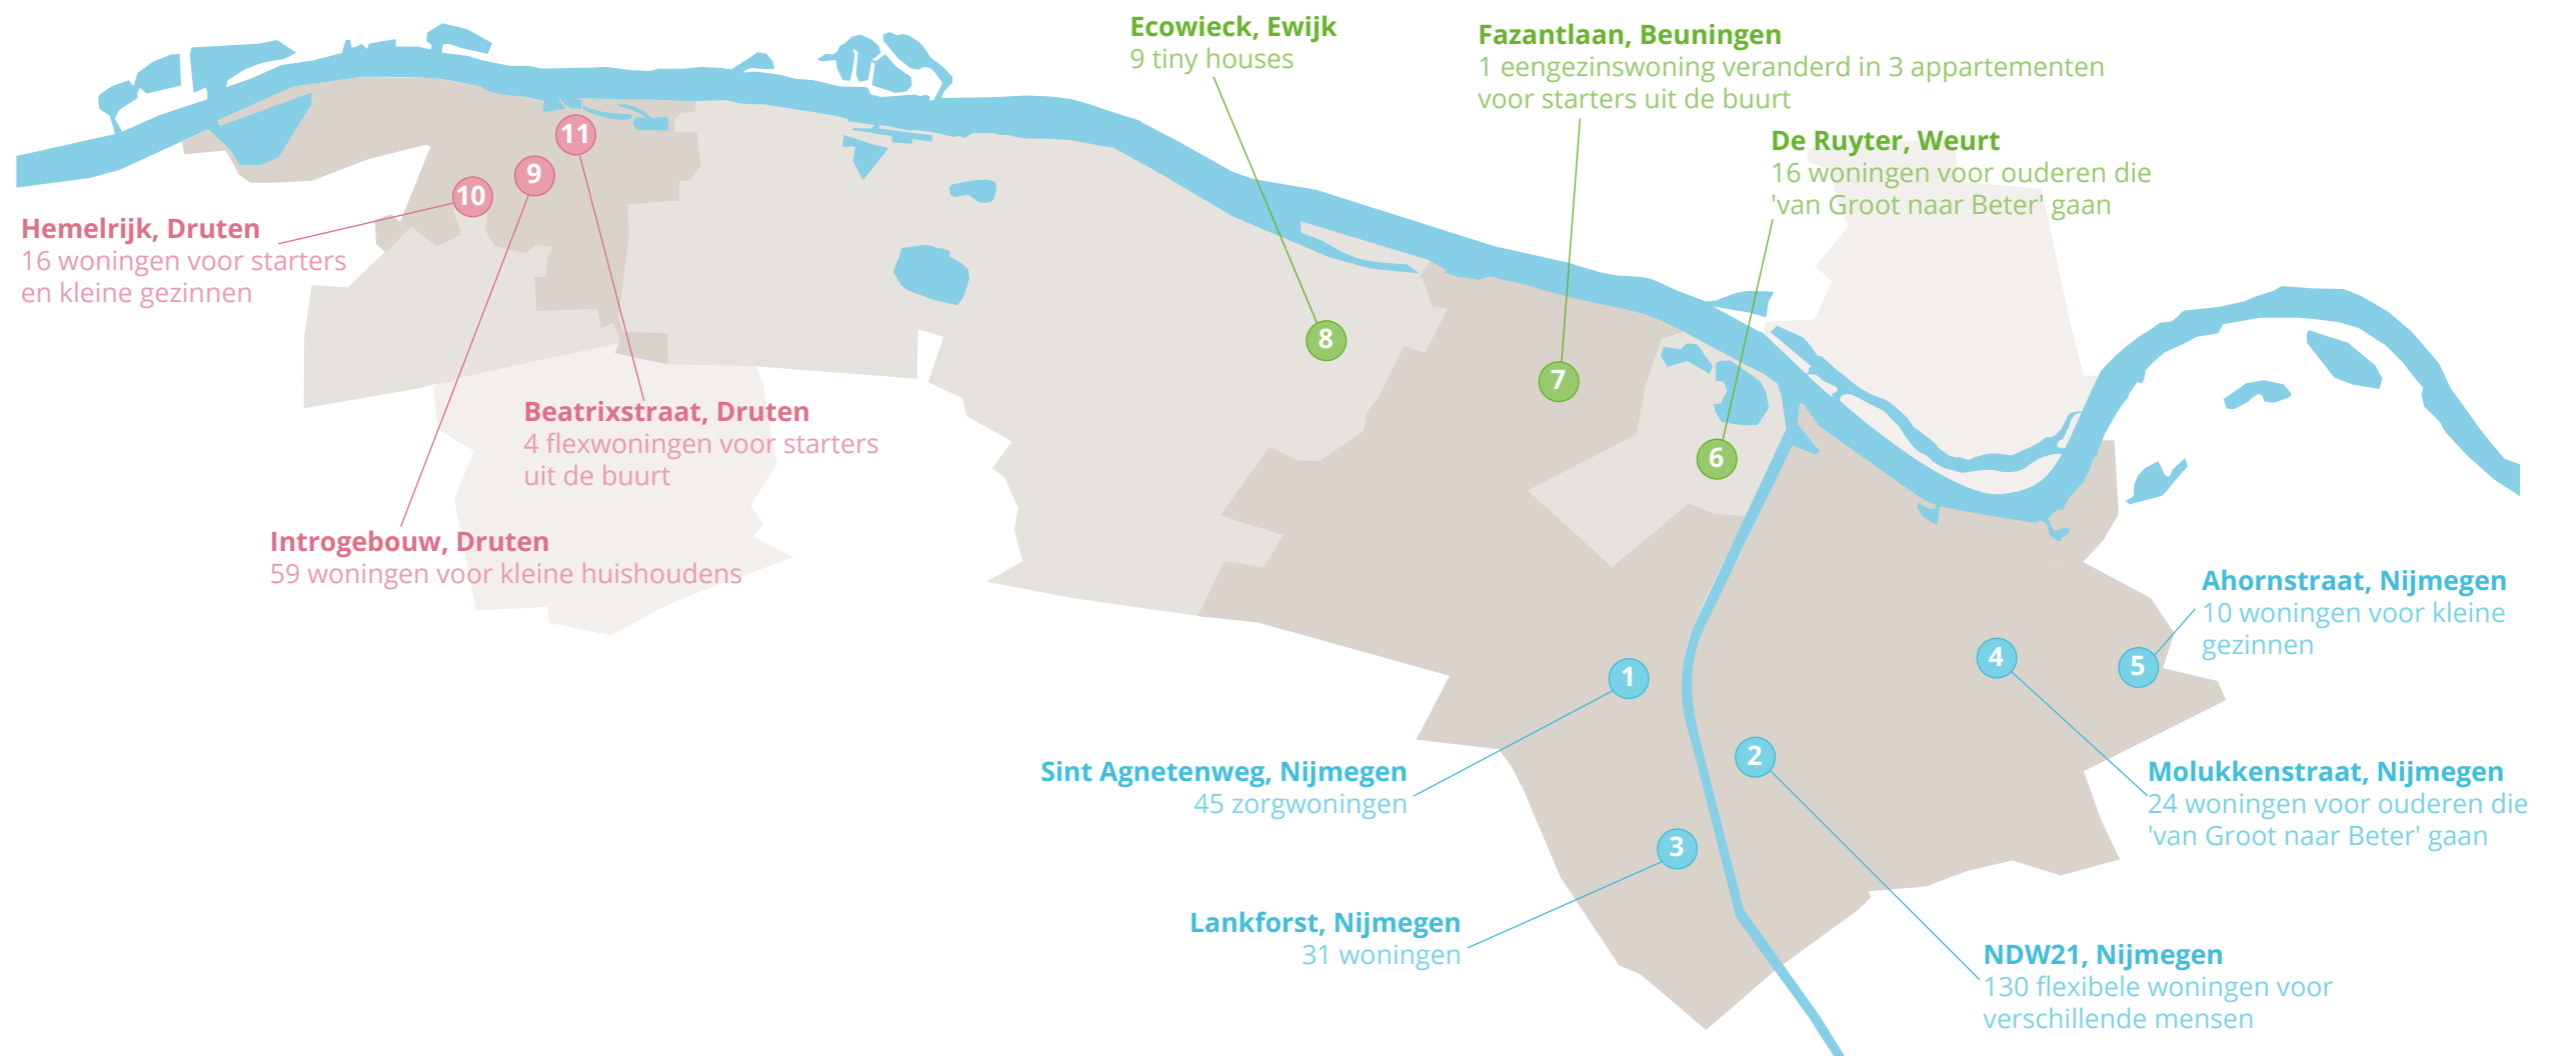 Ecowieck, Ewijk
9 tiny houses
Fazantlaan, Beuningen
1 eengezinswoning veranderd in 3 appartementen
voor starters uit de buurt
De Ruyter, Weurt
16 woningen voor ouderen die
'van Groot naar Beter' gaan
11
9
10
Hemelrijk, Druten
16 woningen voor starters
en kleine gezinnen
8
7
6
Beatrixstraat, Druten
4 flexwoningen voor starters
uit de buurt
Introgebouw, Druten
59 woningen voor kleine huishoudens
Ahornstraat, Nijmegen
10 woningen voor kleine
gezinnen
1
4
5
2
3
Sint Agnetenweg, Nijmegen
45 zorgwoningen
Molukkenstraat, Nijmegen
24 woningen voor ouderen die
'van Groot naar Beter' gaan
Lankforst, Nijmegen
31 woningen
NDW21, Nijmegen
130 flexibele woningen voor
verschillende mensen